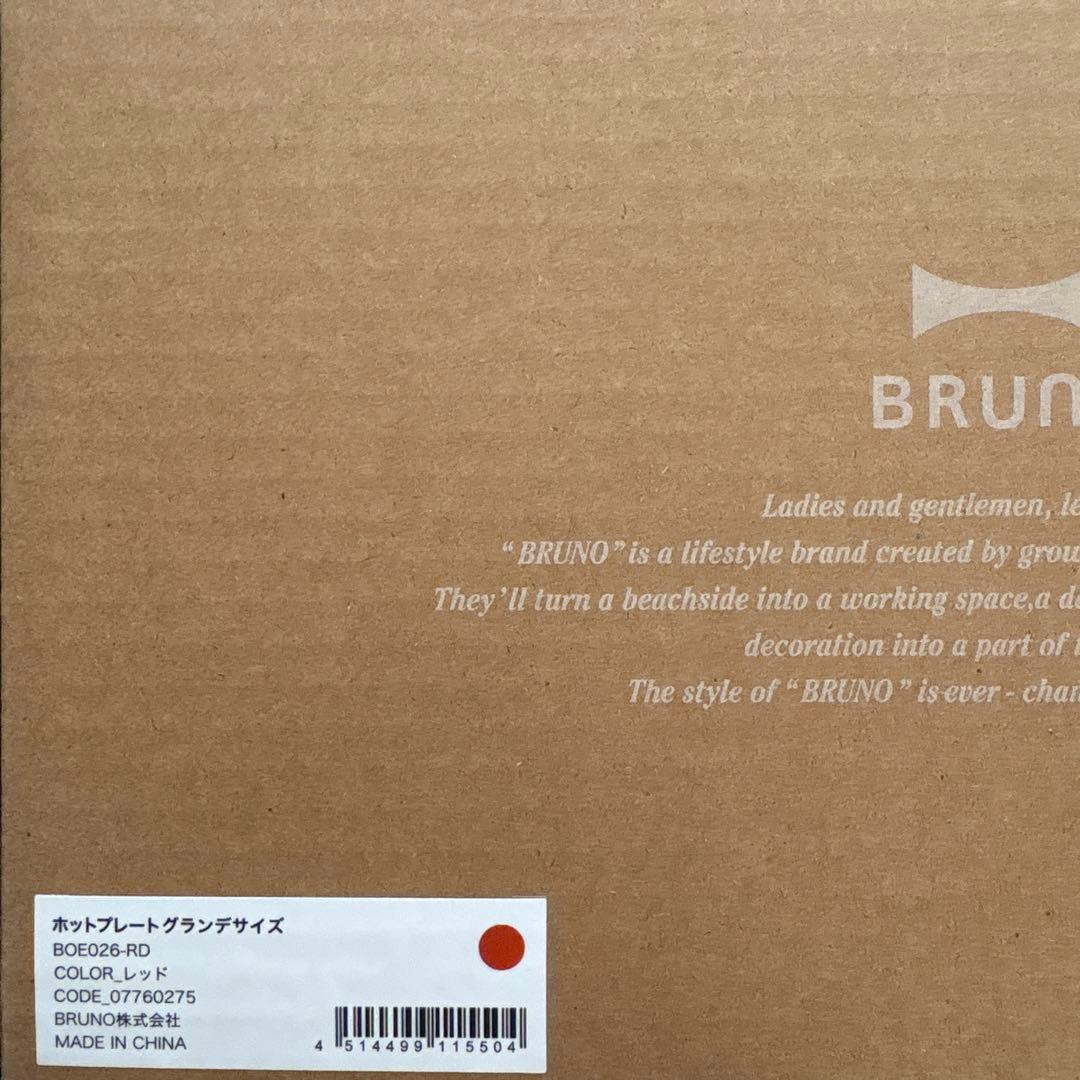 BRUN
Ladies and gentlemen,
"BRUNO" is a lifestyle brand created by
They'll turn a beachside into a working space,a
decoration into a part of
The style of "BRUNO" is ever-
ホットプレートグランデサイズ
BOE026-RD
COLOR_レッド
CODE_07760275
BRUNO株式会社
MADE IN CHINA
4 514499 115504